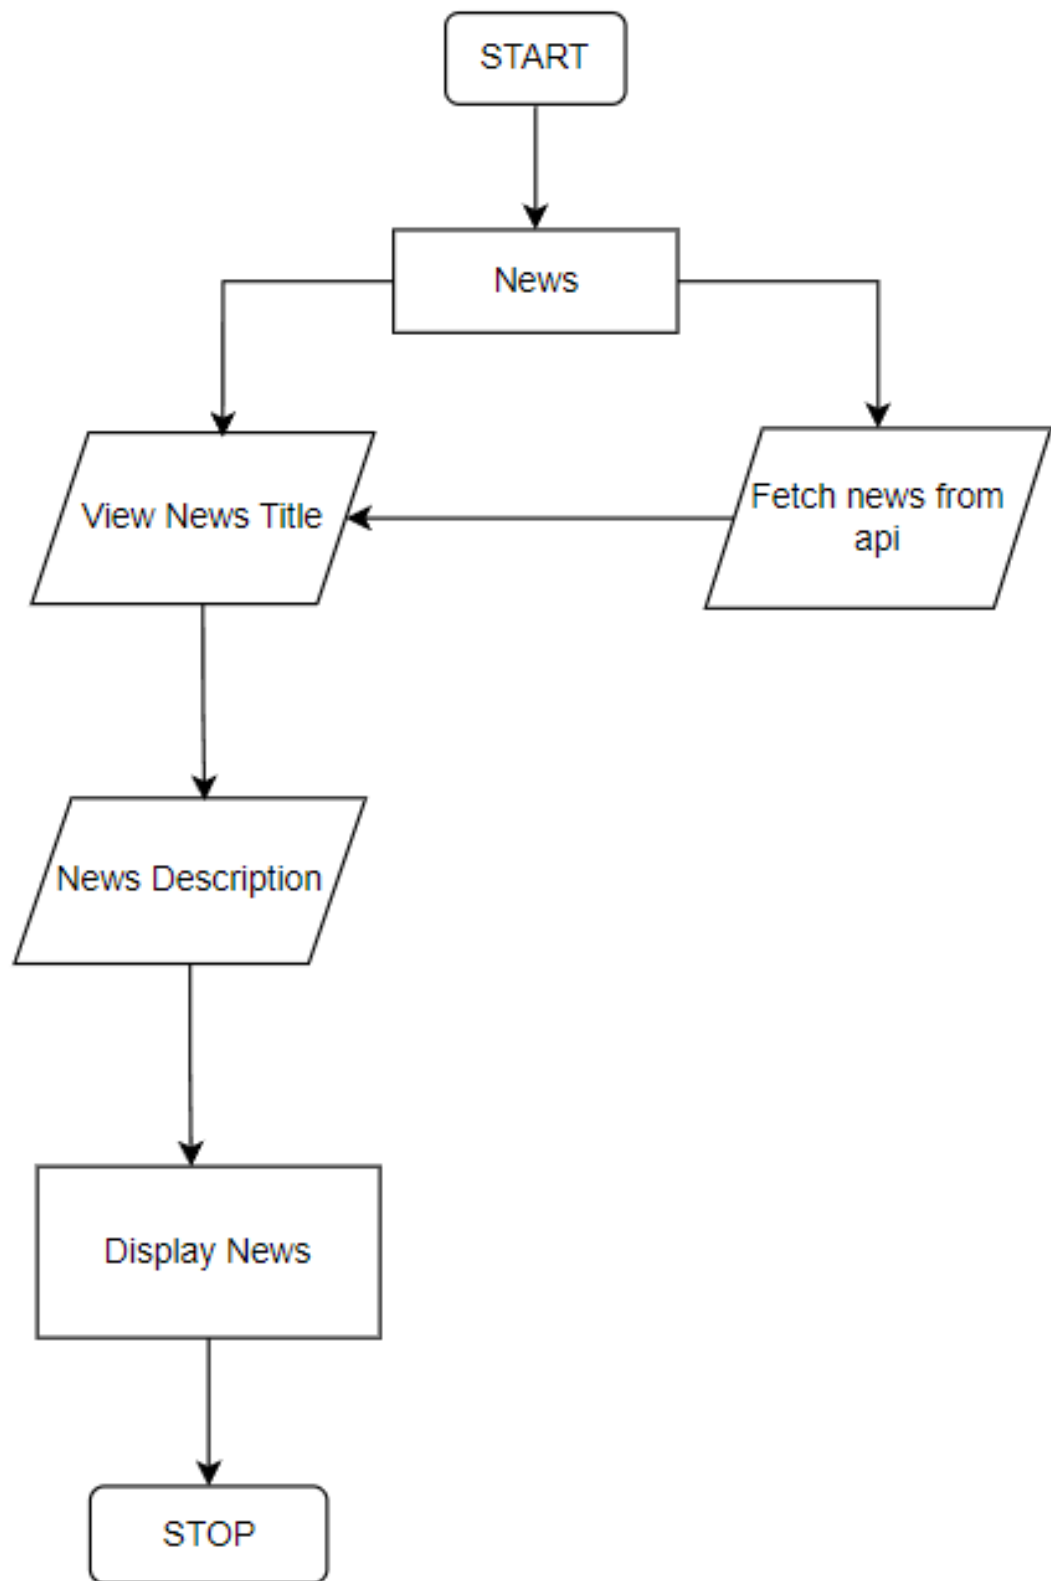 START
News
View News Title
Fetch news from
api
News Description
Display News
STOP